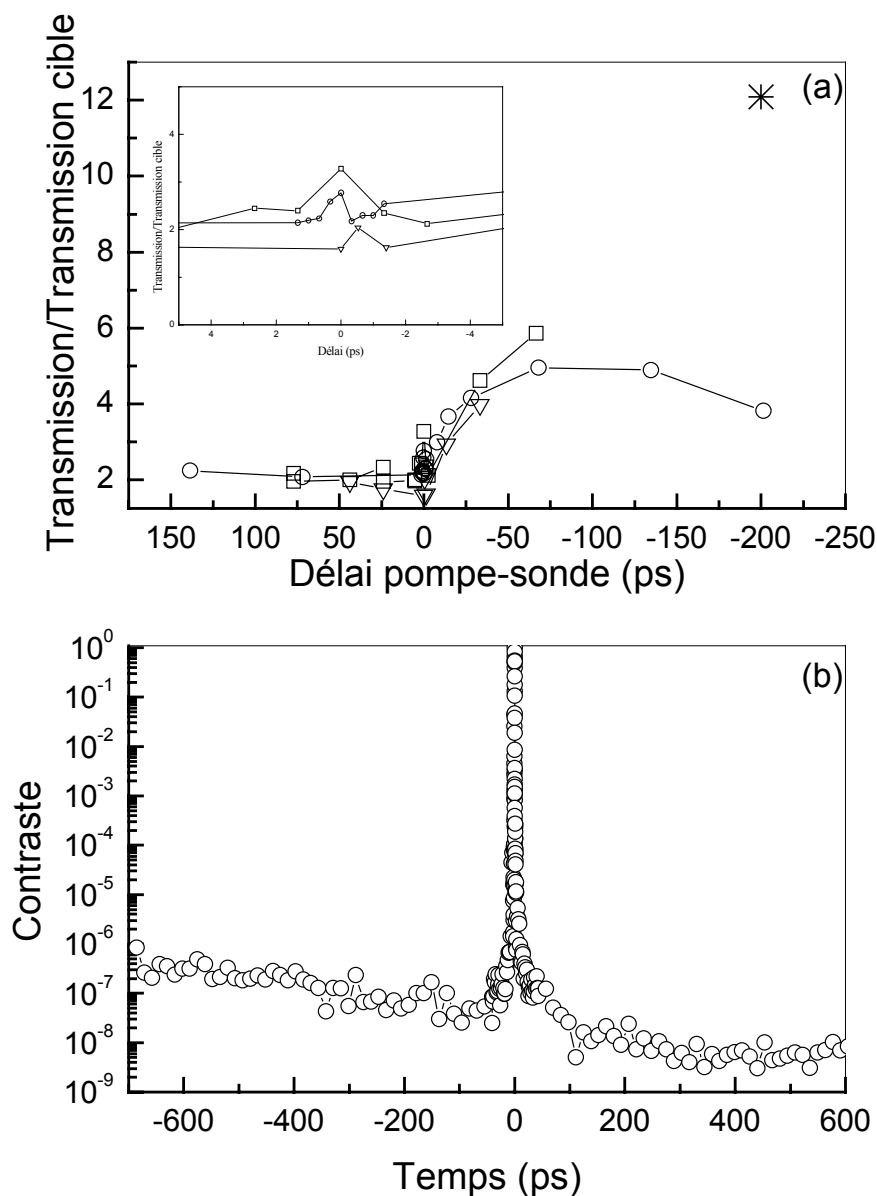 (a)
Transmission/Transmission cible
12
10
8
6
4
2
150 100 50 0 -50 -100 -150 -200 -250
Délai pompe-sonde (ps)
Transmission/Transmission cible
4
2
0
4 2 0 -2 -4
Délai (ps)
(b)
Contraste
10^0
10^-1
10^-2
10^-3
10^-4
10^-5
10^-6
10^-7
10^-8
10^-9
-600 -400 -200 0 200 400 600
Temps (ps)